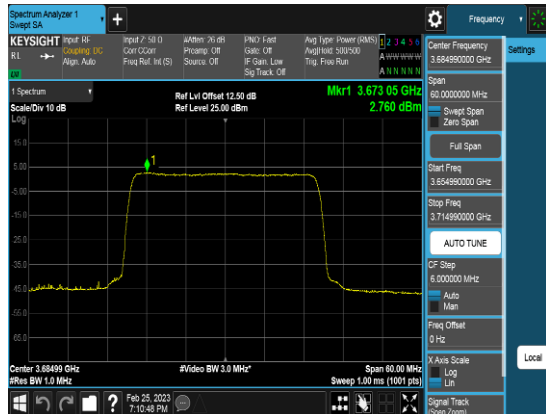 Spectrum Analyzer 1
Swept SA
+
Frequency
KEYSIGHT
Input: RF
Coupling: DC
Align: Auto
Input Z: 50 Ω
Corr CCorr
Freq Ref: Int (S)
#Atten: 26 dB
Preamp: Off
Source: Off
PNO: Fast
Gate: Off
IF Gain: Low
Sig Track: Off
Avg Type: Power (RMS)
Avg|Hold: 500/500
Trig: Free Run
1 2 3 4 5 6
A W W W W W
A N N N N N
RL
1 Spectrum
Scale/Div 10 dB
Log
Ref Lvl Offset 12.50 dB
Ref Level 25.00 dBm
Mkr1 3.673 05 GHz
2.760 dBm
15.0
5.00
-5.00
-15.0
-25.0
-35.0
-45.0
-55.0
-65.0
1
Center 3.68499 GHz
#Res BW 1.0 MHz
#Video BW 3.0 MHz*
Span 60.00 MHz
Sweep 1.00 ms (1001 pts)
Feb 25, 2023
7:10:48 PM
Center Frequency
3.684990000 GHz
Settings
Span
60.0000000 MHz
Swept Span
Zero Span
Full Span
Start Freq
3.654990000 GHz
Stop Freq
3.714990000 GHz
AUTO TUNE
CF Step
6.000000 MHz
Auto
Man
Freq Offset
0 Hz
X Axis Scale
Log
Lin
Local
Signal Track
(Span Zoom)